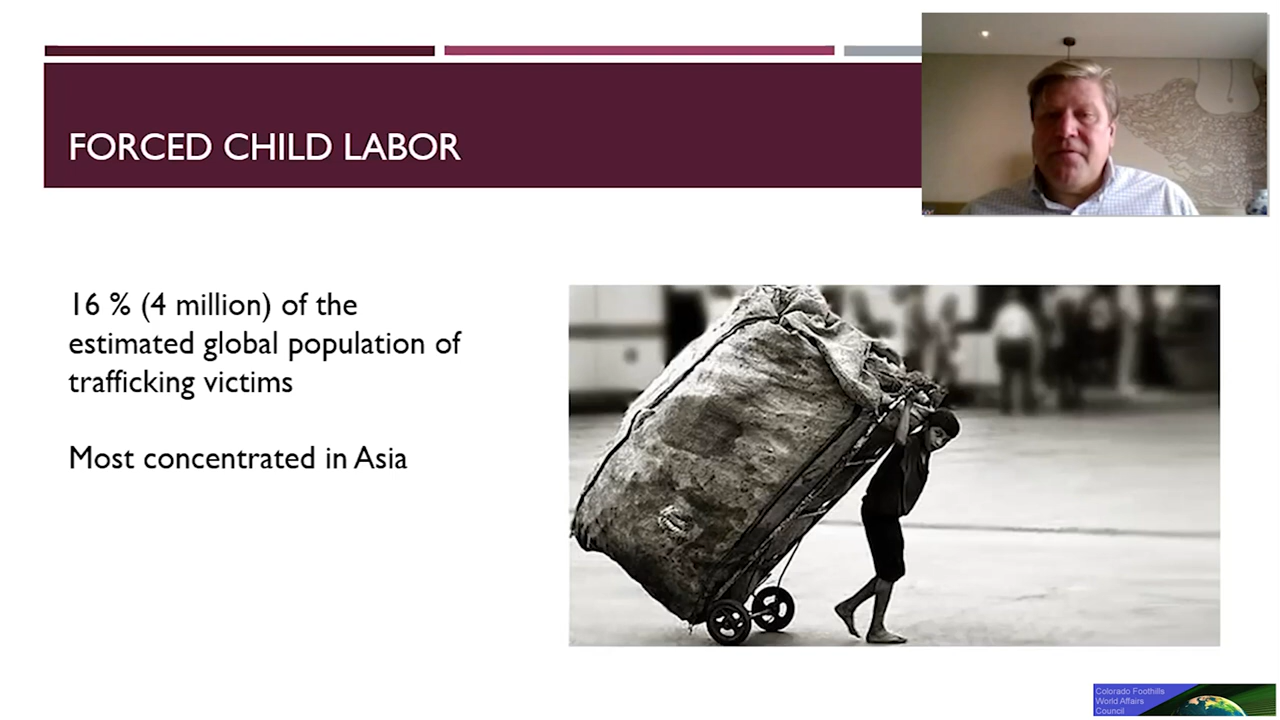 FORCED CHILD LABOR
16 % (4 million) of the
estimated global population of
trafficking victims
Most concentrated in Asia
Colorado Foothills
World Affairs
Council